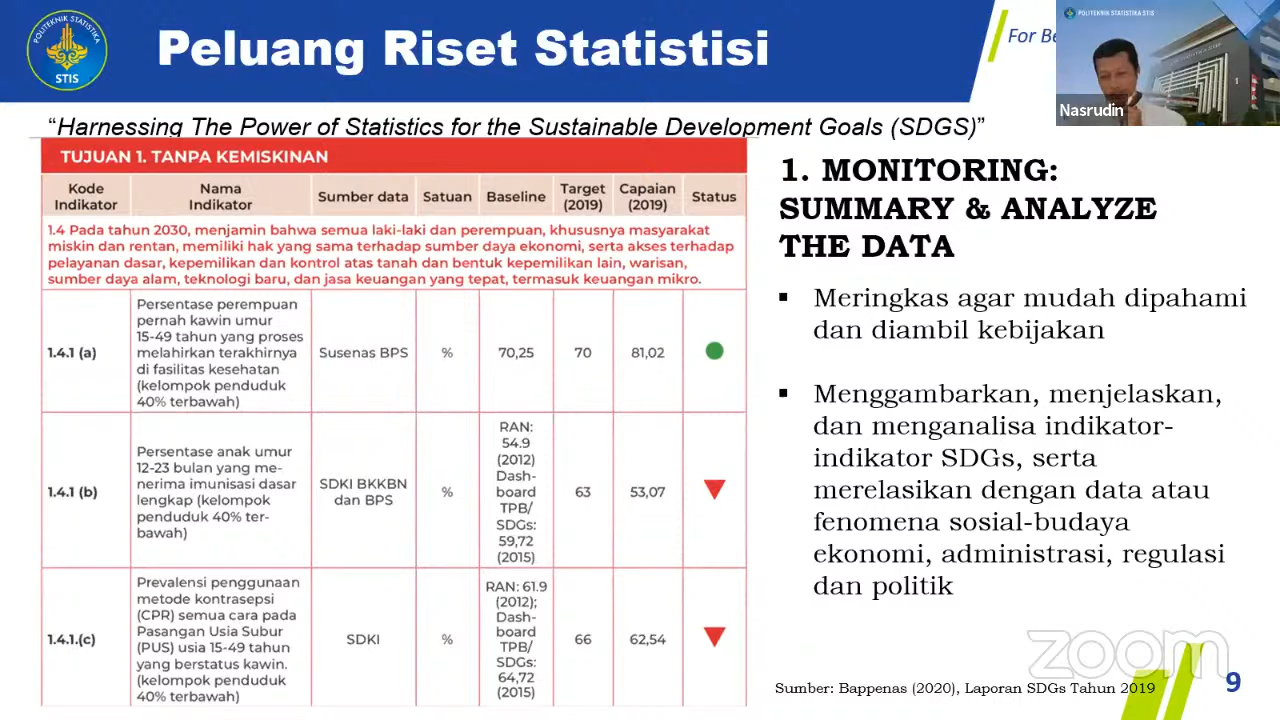 POLITEKNIK STATISTIKA
STIS
Peluang Riset Statistisi
For Be
POLITEKNIK STATISTIKA STIS
Nasrudin
“Harnessing The Power of Statistics for the Sustainable Development Goals (SDGS)”
TUJUAN 1. TANPA KEMISKINAN
Kode
Indikator
Nama
Indikator
Sumber data
Satuan
Baseline
Target
(2019)
Capaian
(2019)
Status
1.4 Pada tahun 2030, menjamin bahwa semua laki-laki dan perempuan, khususnya masyarakat
miskin dan rentan, memiliki hak yang sama terhadap sumber daya ekonomi, serta akses terhadap
pelayanan dasar, kepemilikan dan kontrol atas tanah dan bentuk kepemilikan lain, warisan,
sumber daya alam, teknologi baru, dan jasa keuangan yang tepat, termasuk keuangan mikro.
1.4.1 (a)
Persentase perempuan
pernah kawin umur
15-49 tahun yang proses
melahirkan terakhirnya
di fasilitas kesehatan
(kelompok penduduk
40% terbawah)
Susenas BPS
%
70,25
70
81,02
1.4.1 (b)
Persentase anak umur
12-23 bulan yang me-
nerima imunisasi dasar
lengkap (kelompok
penduduk 40% ter-
bawah)
SDKI BKKBN
dan BPS
%
RAN:
54.9
(2012)
Dash-
board
TPB/
SDGs:
59,72
(2015)
63
53,07
1.4.1.(c)
Prevalensi penggunaan
metode kontrasepsi
(CPR) semua cara pada
Pasangan Usia Subur
(PUS) usia 15-49 tahun
yang berstatus kawin.
(kelompok penduduk
40% terbawah)
SDKI
%
RAN: 61.9
(2012);
Dash-
board
TPB/
SDGs:
64,72
(2015)
66
62,54
1. MONITORING:
SUMMARY & ANALYZE
THE DATA
▪ Meringkas agar mudah dipahami
dan diambil kebijakan
▪ Menggambarkan, menjelaskan,
dan menganalisa indikator-
indikator SDGs, serta
merelasikan dengan data atau
fenomena sosial-budaya
ekonomi, administrasi, regulasi
dan politik
zoom
Sumber: Bappenas (2020), Laporan SDGs Tahun 2019
9